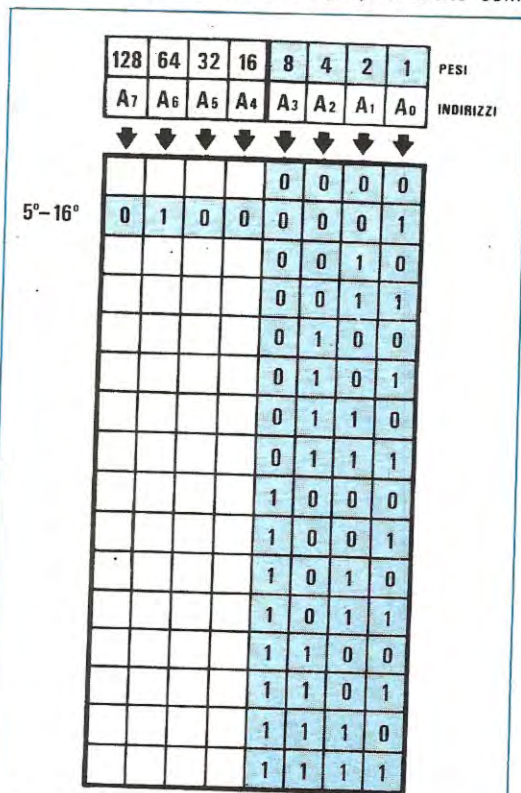 128 64 32 16 8 4 2 1 PESI
A7 A6 A5 A4 A3 A2 A1 A0 INDIRIZZI
0 0 0 0
5°–16° 0 1 0 0 0 0 0 1
0 0 1 0
0 0 1 1
0 1 0 0
0 1 0 1
0 1 1 0
0 1 1 1
1 0 0 0
1 0 0 1
1 0 1 0
1 0 1 1
1 1 0 0
1 1 0 1
1 1 1 0
1 1 1 1